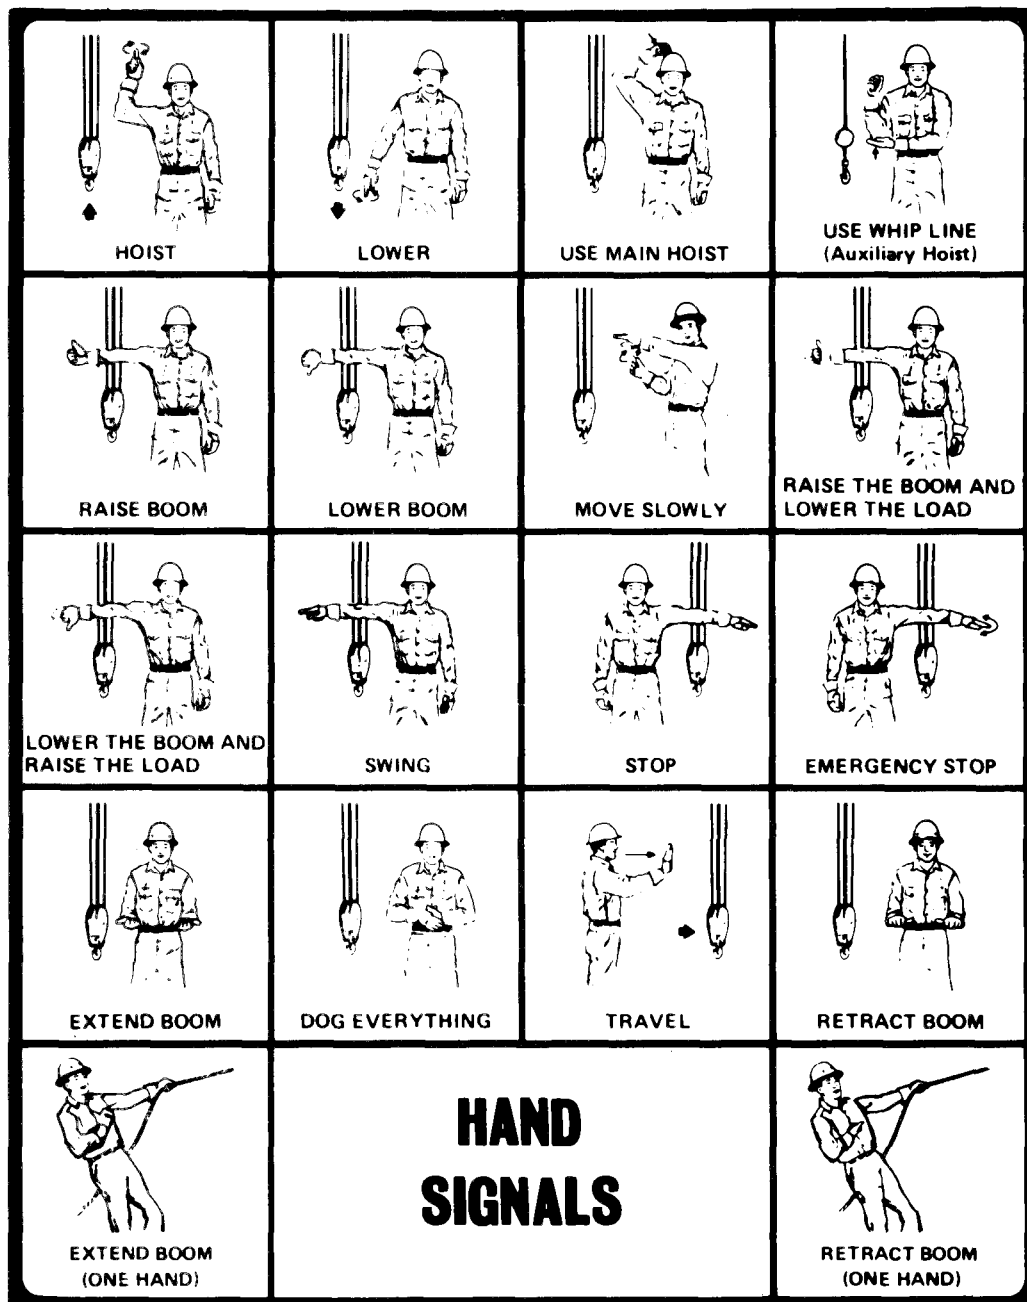 HOIST
LOWER
USE MAIN HOIST
USE WHIP LINE
(Auxiliary Hoist)
RAISE BOOM
LOWER BOOM
MOVE SLOWLY
RAISE THE BOOM AND
LOWER THE LOAD
LOWER THE BOOM AND
RAISE THE LOAD
SWING
STOP
EMERGENCY STOP
EXTEND BOOM
DOG EVERYTHING
TRAVEL
RETRACT BOOM
EXTEND BOOM
(ONE HAND)
HAND
SIGNALS
RETRACT BOOM
(ONE HAND)